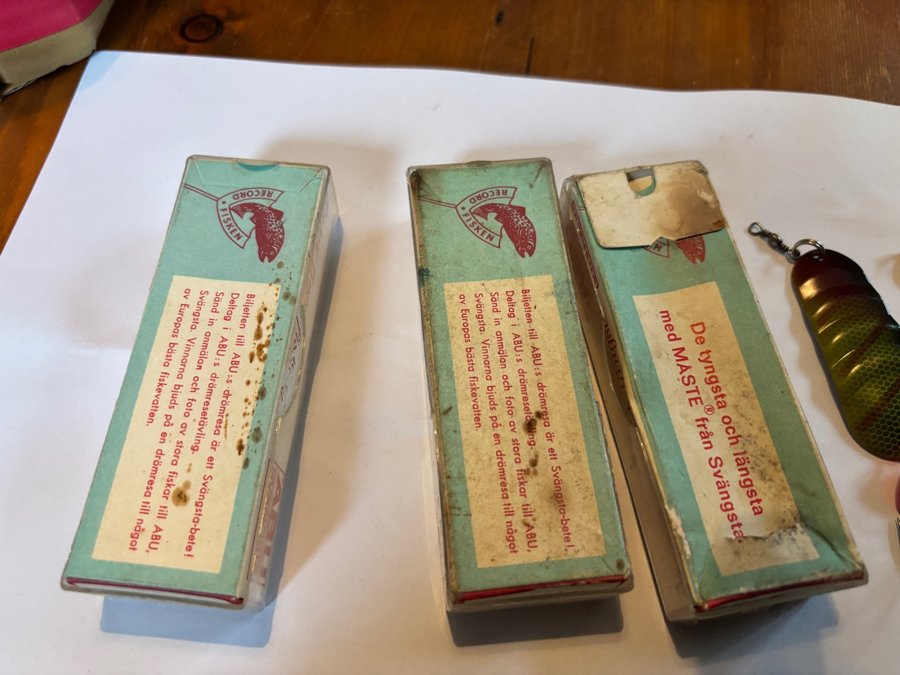 RECORD
FISKEN
Biljetten till ABU:s drömresa är ett Svängsta-bete!
Deltag i ABU:s drömresetävling.
Sänd in anmälan och foto av stora fiskar till ABU,
Svängsta. Vinnarna bjuds på en drömresa till något
av Europas bästa fiskevatten.
RECORD
FISKEN
Biljetten till ABU:s drömresa är ett Svängsta-bete!
Deltag i ABU:s drömresetävling.
Sänd in anmälan och foto av stora fiskar till ABU,
Svängsta. Vinnarna bjuds på en drömresa till något
av Europas bästa fiskevatten.
De tyngsta och längsta
med MASTE® från Svängsta